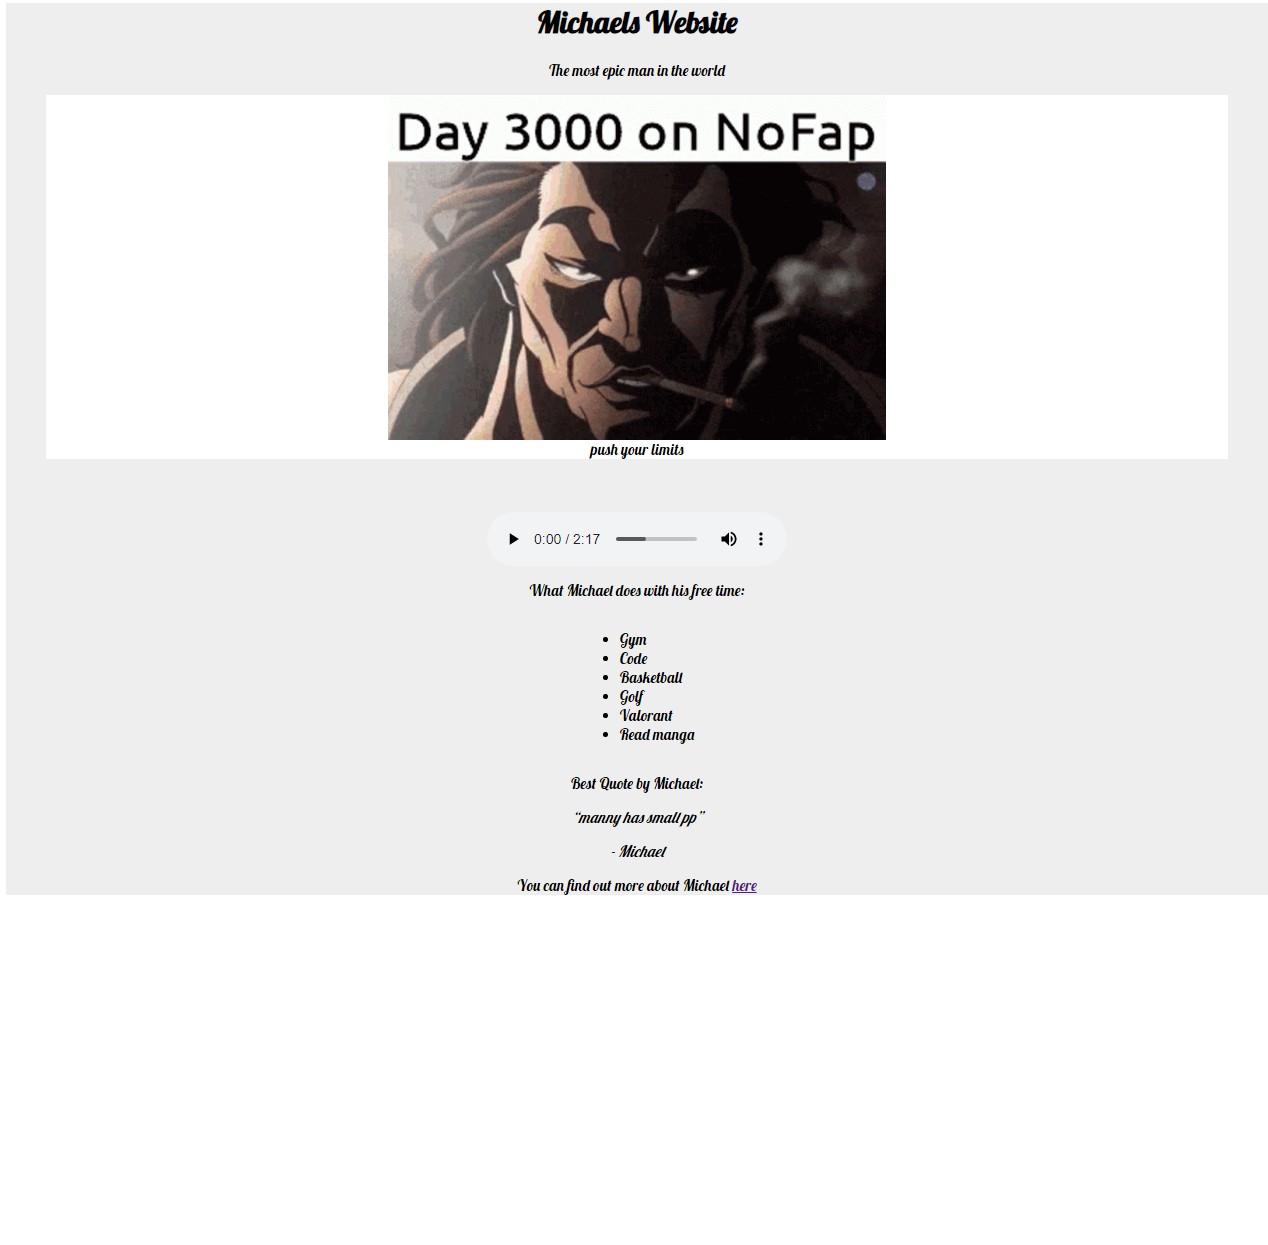 Michaels Website
The most epic man in the world
Day 3000 on NoFap
push your limits
0:00 / 2:17
What Michael does with his free time:
Gym
Code
Basketball
Golf
Valorant
Read manga
Best Quote by Michael:
“manny has small pp”
- Michael
You can find out more about Michael here